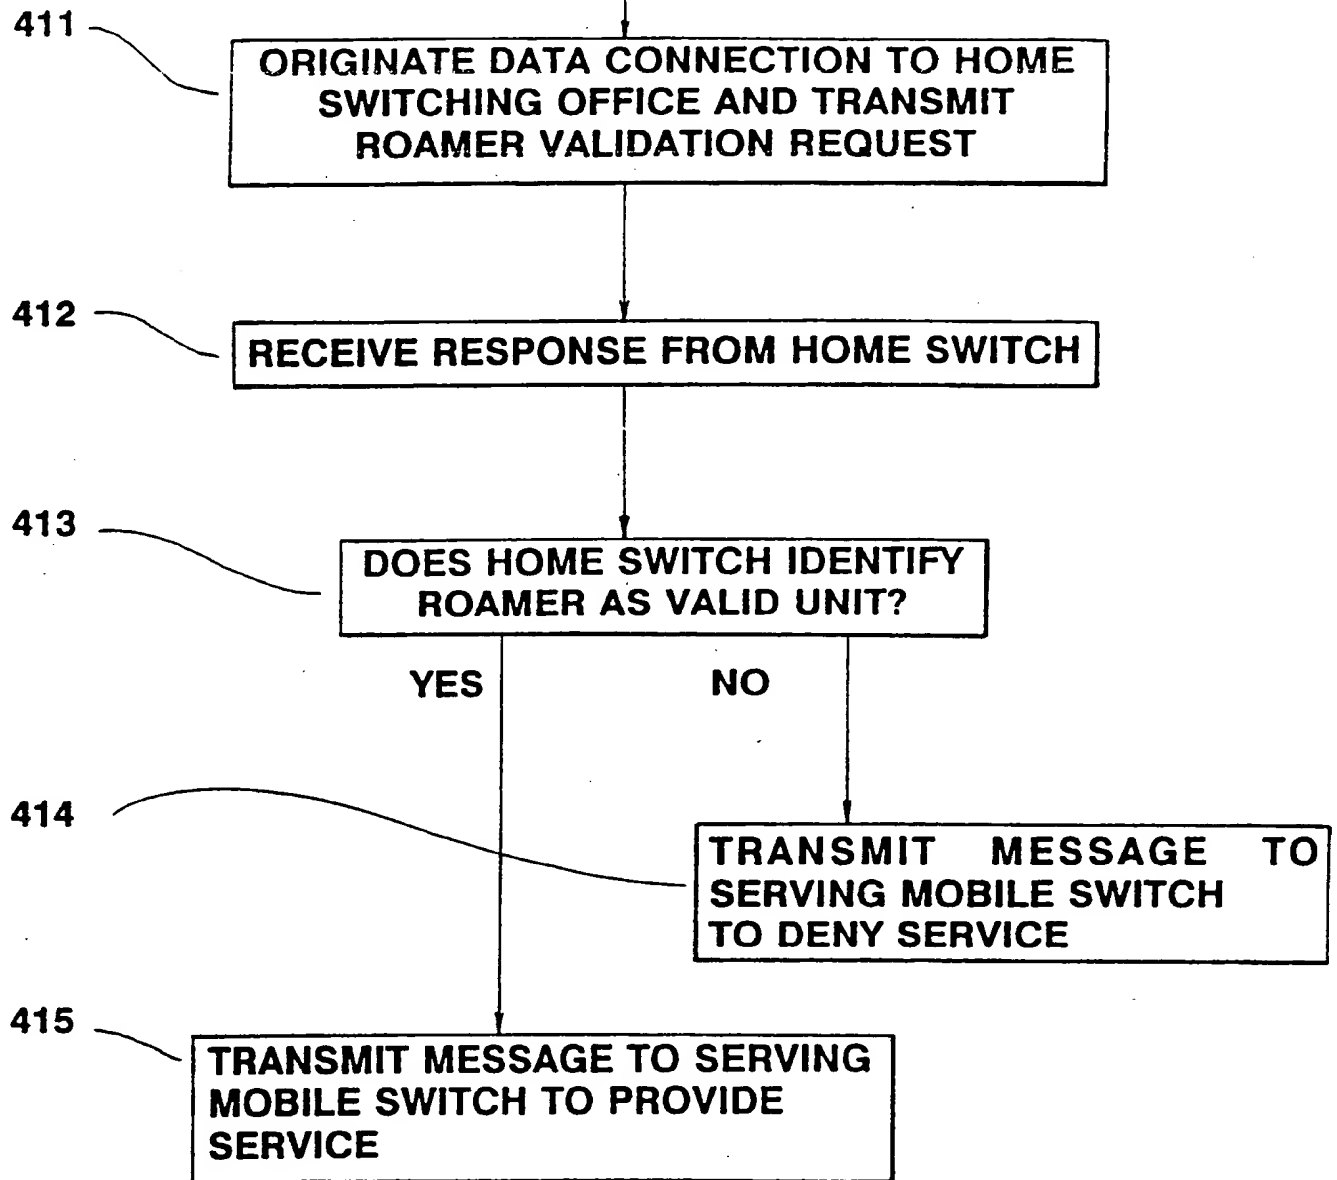 411
ORIGINATE DATA CONNECTION TO HOME
SWITCHING OFFICE AND TRANSMIT
ROAMER VALIDATION REQUEST
412
RECEIVE RESPONSE FROM HOME SWITCH
413
DOES HOME SWITCH IDENTIFY
ROAMER AS VALID UNIT?
YES
NO
414
TRANSMIT MESSAGE TO
SERVING MOBILE SWITCH
TO DENY SERVICE
415
TRANSMIT MESSAGE TO SERVING
MOBILE SWITCH TO PROVIDE
SERVICE